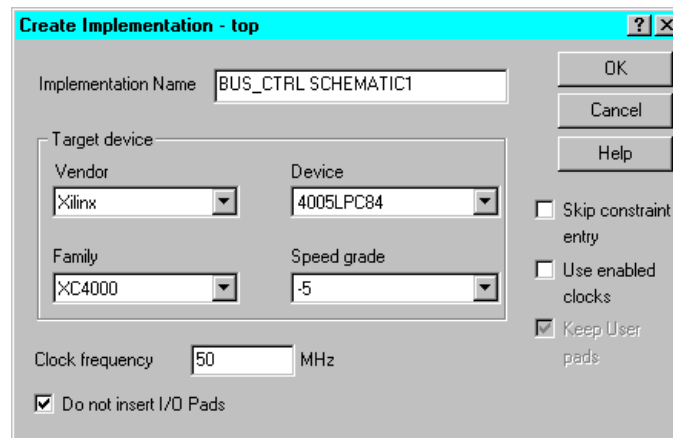 Create Implementation - top
Implementation Name BUS_CTRL SCHEMATIC1
OK
Cancel
Help
Target device
Vendor Device
Xilinx 4005LPC84
Family Speed grade
XC4000 -5
Skip constraint
entry
Use enabled
clocks
Keep User
pads
Clock frequency 50 MHz
Do not insert I/O Pads